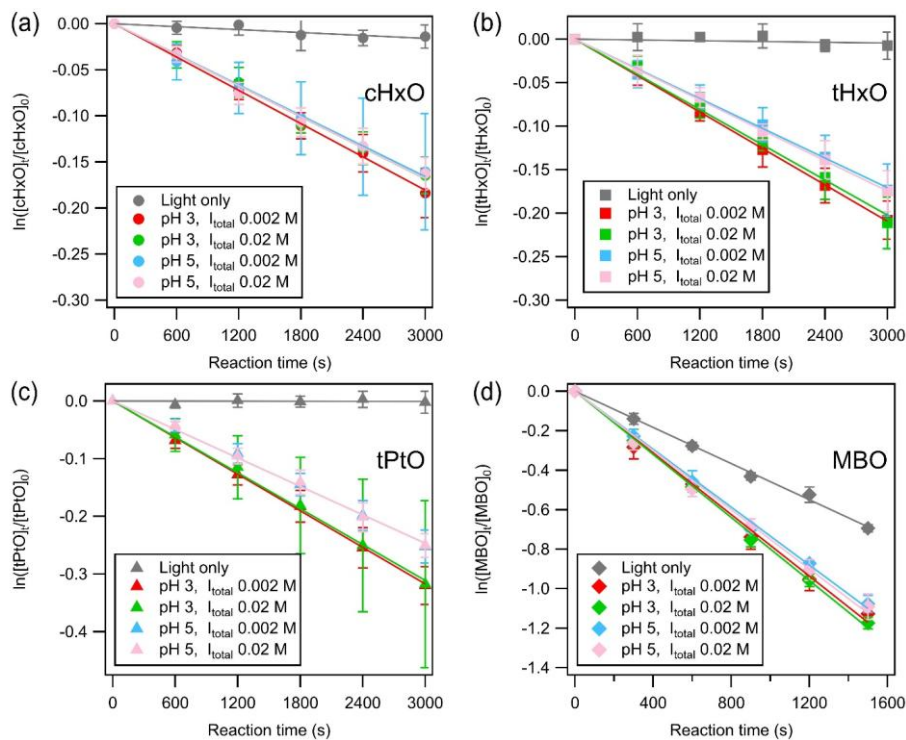 (a)
ln([cHxO]t/[cHxO]0)
0.00
-0.05
-0.10
-0.15
-0.20
-0.25
-0.30
cHxO
Light only
pH 3, Itotal 0.002 M
pH 3, Itotal 0.02 M
pH 5, Itotal 0.002 M
pH 5, Itotal 0.02 M
0 600 1200 1800 2400 3000
Reaction time (s)
(b)
ln([tHxO]t/[tHxO]0)
0.00
-0.05
-0.10
-0.15
-0.20
-0.25
-0.30
tHxO
Light only
pH 3, Itotal 0.002 M
pH 3, Itotal 0.02 M
pH 5, Itotal 0.002 M
pH 5, Itotal 0.02 M
0 600 1200 1800 2400 3000
Reaction time (s)
(c)
ln([tPtO]t/[tPtO]0)
0.0
-0.1
-0.2
-0.3
-0.4
tPtO
Light only
pH 3, Itotal 0.002 M
pH 3, Itotal 0.02 M
pH 5, Itotal 0.002 M
pH 5, Itotal 0.02 M
0 600 1200 1800 2400 3000
Reaction time (s)
(d)
ln([MBO]t/[MBO]0)
0.0
-0.2
-0.4
-0.6
-0.8
-1.0
-1.2
-1.4
MBO
Light only
pH 3, Itotal 0.002 M
pH 3, Itotal 0.02 M
pH 5, Itotal 0.002 M
pH 5, Itotal 0.02 M
0 400 800 1200 1600
Reaction time (s)